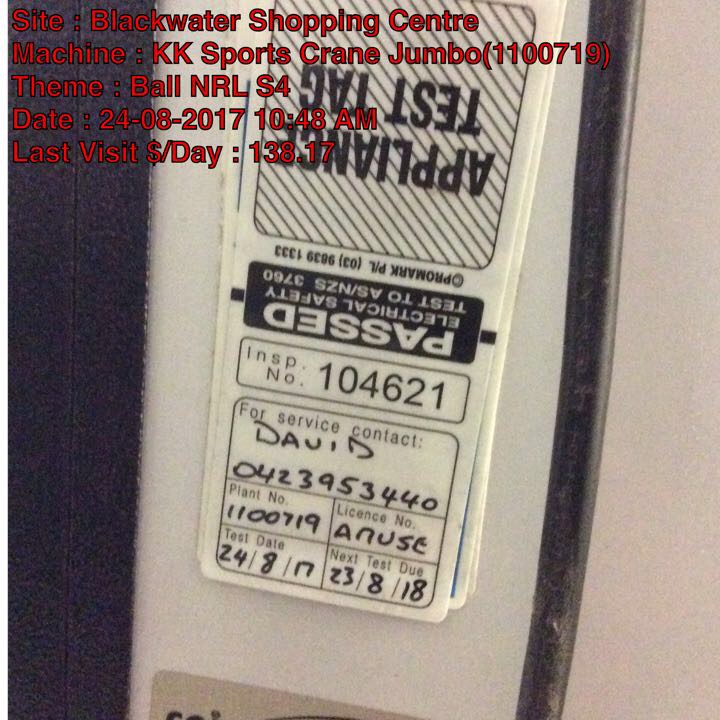 Site : Blackwater Shopping Centre
Machine : KK Sports Crane Jumbo(1100719)
Theme : Ball NRL S4
Date : 24-08-2017 10:48 AM
Last Visit $/Day : 138.17
APPLIANCE
TEST TAG
©PROMARK P/L (03) 9839 1333
PASSED
ELECTRICAL SAFETY
TEST TO AS/NZS 3760
Insp. No. 104621
For service contact:
DAVID
0423953440
Plant No. Licence No.
1100719 AMUSE
Test Date Next Test Due
24/8/17 23/8/18